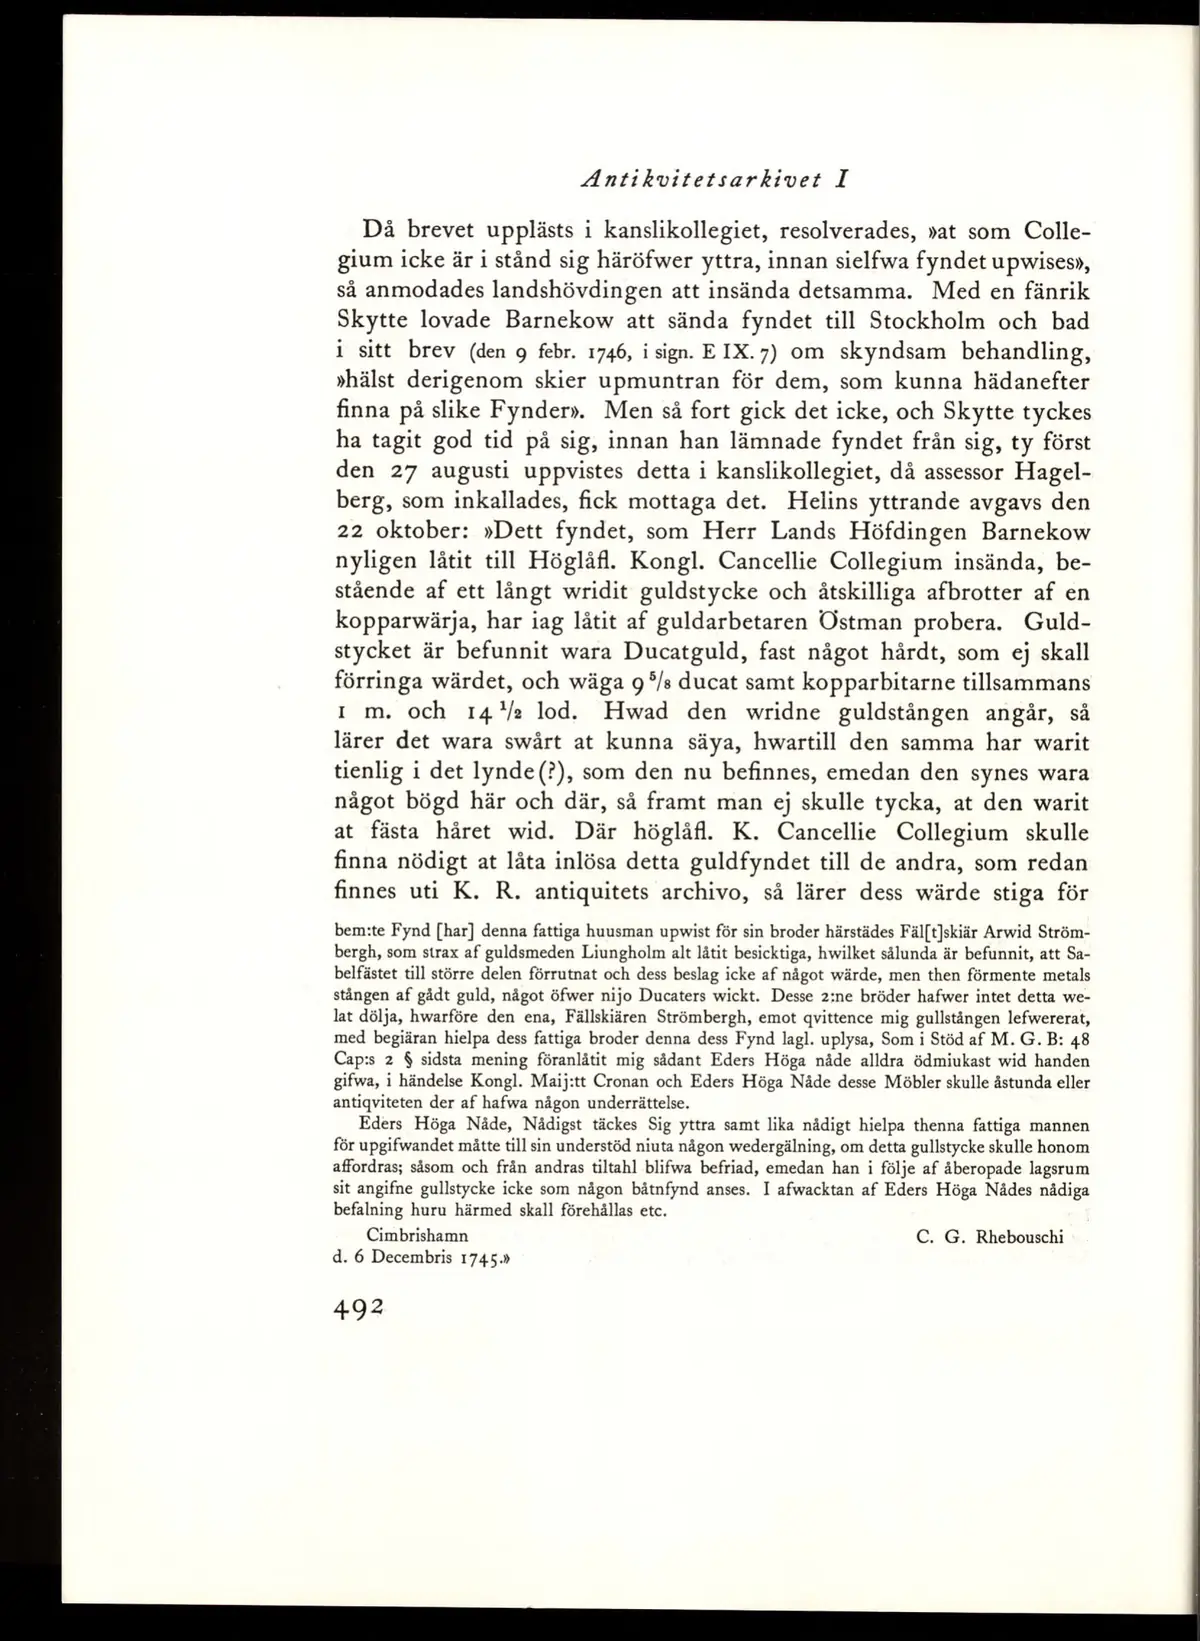 Antikvitetsarkivet I
Då brevet upplästs i kanslikollegiet, resolverades, »at som Colle-
gium icke är i stånd sig häröfwer yttra, innan sielfwa fyndet upwises»,
så anmodades landshövdingen att insända detsamma. Med en fänrik
Skytte lovade Barnekow att sända fyndet till Stockholm och bad
i sitt brev (den 9 febr. 1746, i sign. E IX. 7) om skyndsam behandling,
»hälst derigenom skier upmuntran för dem, som kunna hädanefter
finna på slike Fynder». Men så fort gick det icke, och Skytte tyckes
ha tagit god tid på sig, innan han lämnade fyndet från sig, ty först
den 27 augusti uppvistes detta i kanslikollegiet, då assessor Hagel-
berg, som inkallades, fick mottaga det. Helins yttrande avgavs den
22 oktober: »Dett fyndet, som Herr Lands Höfdingen Barnekow
nyligen låtit till Höglåfl. Kongl. Cancellie Collegium insända, be-
stående af ett långt wridit guldstycke och åtskilliga afbrotter af en
kopparwärja, har iag låtit af guldarbetaren Östman probera. Guld-
stycket är befunnit wara Ducatguld, fast något hårdt, som ej skall
förringa wärdet, och wäga 9 5/8 ducat samt kopparbitarne tillsammans
1 m. och 14 1/2 lod. Hwad den wridne guldstången angår, så
lärer det wara swårt at kunna säya, hwartill den samma har warit
tienlig i det lynde(?), som den nu befinnes, emedan den synes wara
något bögd här och där, så framt man ej skulle tycka, at den warit
at fästa håret wid. Där höglåfl. K. Cancellie Collegium skulle
finna nödigt at låta inlösa detta guldfyndet till de andra, som redan
finnes uti K. R. antiquitets archivo, så lärer dess wärde stiga för
bem:te Fynd [har] denna fattiga huusman upwist för sin broder härstädes Fäl[t]skiär Arwid Ström-
bergh, som strax af guldsmeden Liungholm alt låtit besicktiga, hwilket sålunda är befunnit, att Sa-
belfästet till större delen förrutnat och dess beslag icke af något wärde, men then förmente metals
stången af gådt guld, något öfwer nijo Ducaters wickt. Desse 2:ne bröder hafwer intet detta we-
lat dölja, hwarföre den ena, Fällskiären Strömbergh, emot qvittence mig gullstången lefwererat,
med begiäran hielpa dess fattiga broder denna dess Fynd lagl. uplysa, Som i Stöd af M. G. B: 48
Cap:s 2 § sidsta mening föranlåtit mig sådant Eders Höga nåde alldra ödmiukast wid handen
gifwa, i händelse Kongl. Maij:tt Cronan och Eders Höga Nåde desse Möbler skulle åstunda eller
antiqviteten der af hafwa någon underrättelse.
Eders Höga Nåde, Nådigst täckes Sig yttra samt lika nådigt hielpa thenna fattiga mannen
för upgifwandet måtte till sin understöd niuta någon wedergälning, om detta gullstycke skulle honom
affordras; såsom och från andras tiltahl blifwa befriad, emedan han i följe af åberopade lagsrum
sit angifne gullstycke icke som någon båtnfynd anses. I afwacktan af Eders Höga Nådes nådiga
befalning huru härmed skall förehållas etc.
Cimbrishamn C. G. Rhebouschi
d. 6 Decembris 1745.»
492